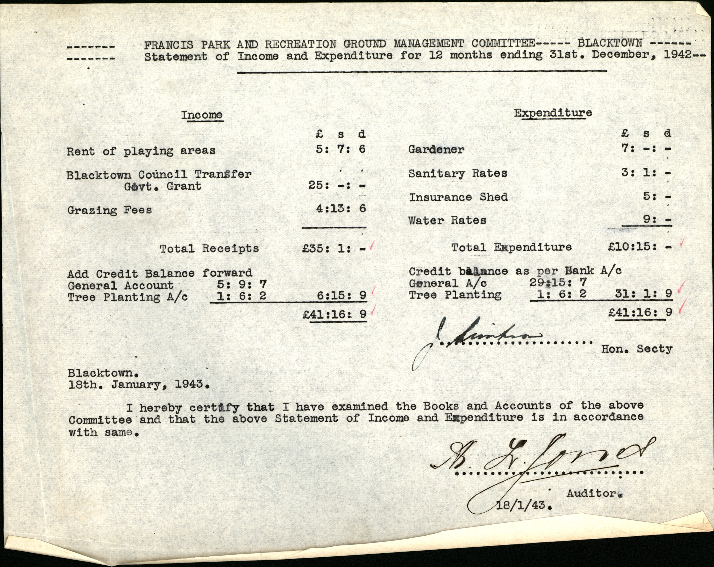 ------- FRANCIS PARK AND RECREATION GROUND MANAGEMENT COMMITTEE----- BLACKTOWN ------
------- Statement of Income and Expenditure for 12 months ending 31st. December, 1942--
Income
£ s d
Rent of playing areas 5: 7: 6
Blacktown Council Transfer
Govt. Grant 25: -: -
Grazing Fees 4:13: 6
Total Receipts £35: 1: -
Add Credit Balance forward
General Account 5: 9: 7
Tree Planting A/c 1: 6: 2 6:15: 9
£41:16: 9
Expenditure
£ s d
Gardener 7: -: -
Sanitary Rates 3: 1: -
Insurance Shed 5: -
Water Rates 9: -
Total Expenditure £10:15: -
Credit balance as per Bank A/c
General A/c 29:15: 7
Tree Planting 1: 6: 2 31: 1: 9
£41:16: 9
Hon. Secty
Blacktown.
18th. January, 1943.
I hereby certify that I have examined the Books and Accounts of the above
Committee and that the above Statement of Income and Expenditure is in accordance
with same.
Jones
Auditor.
18/1/43.